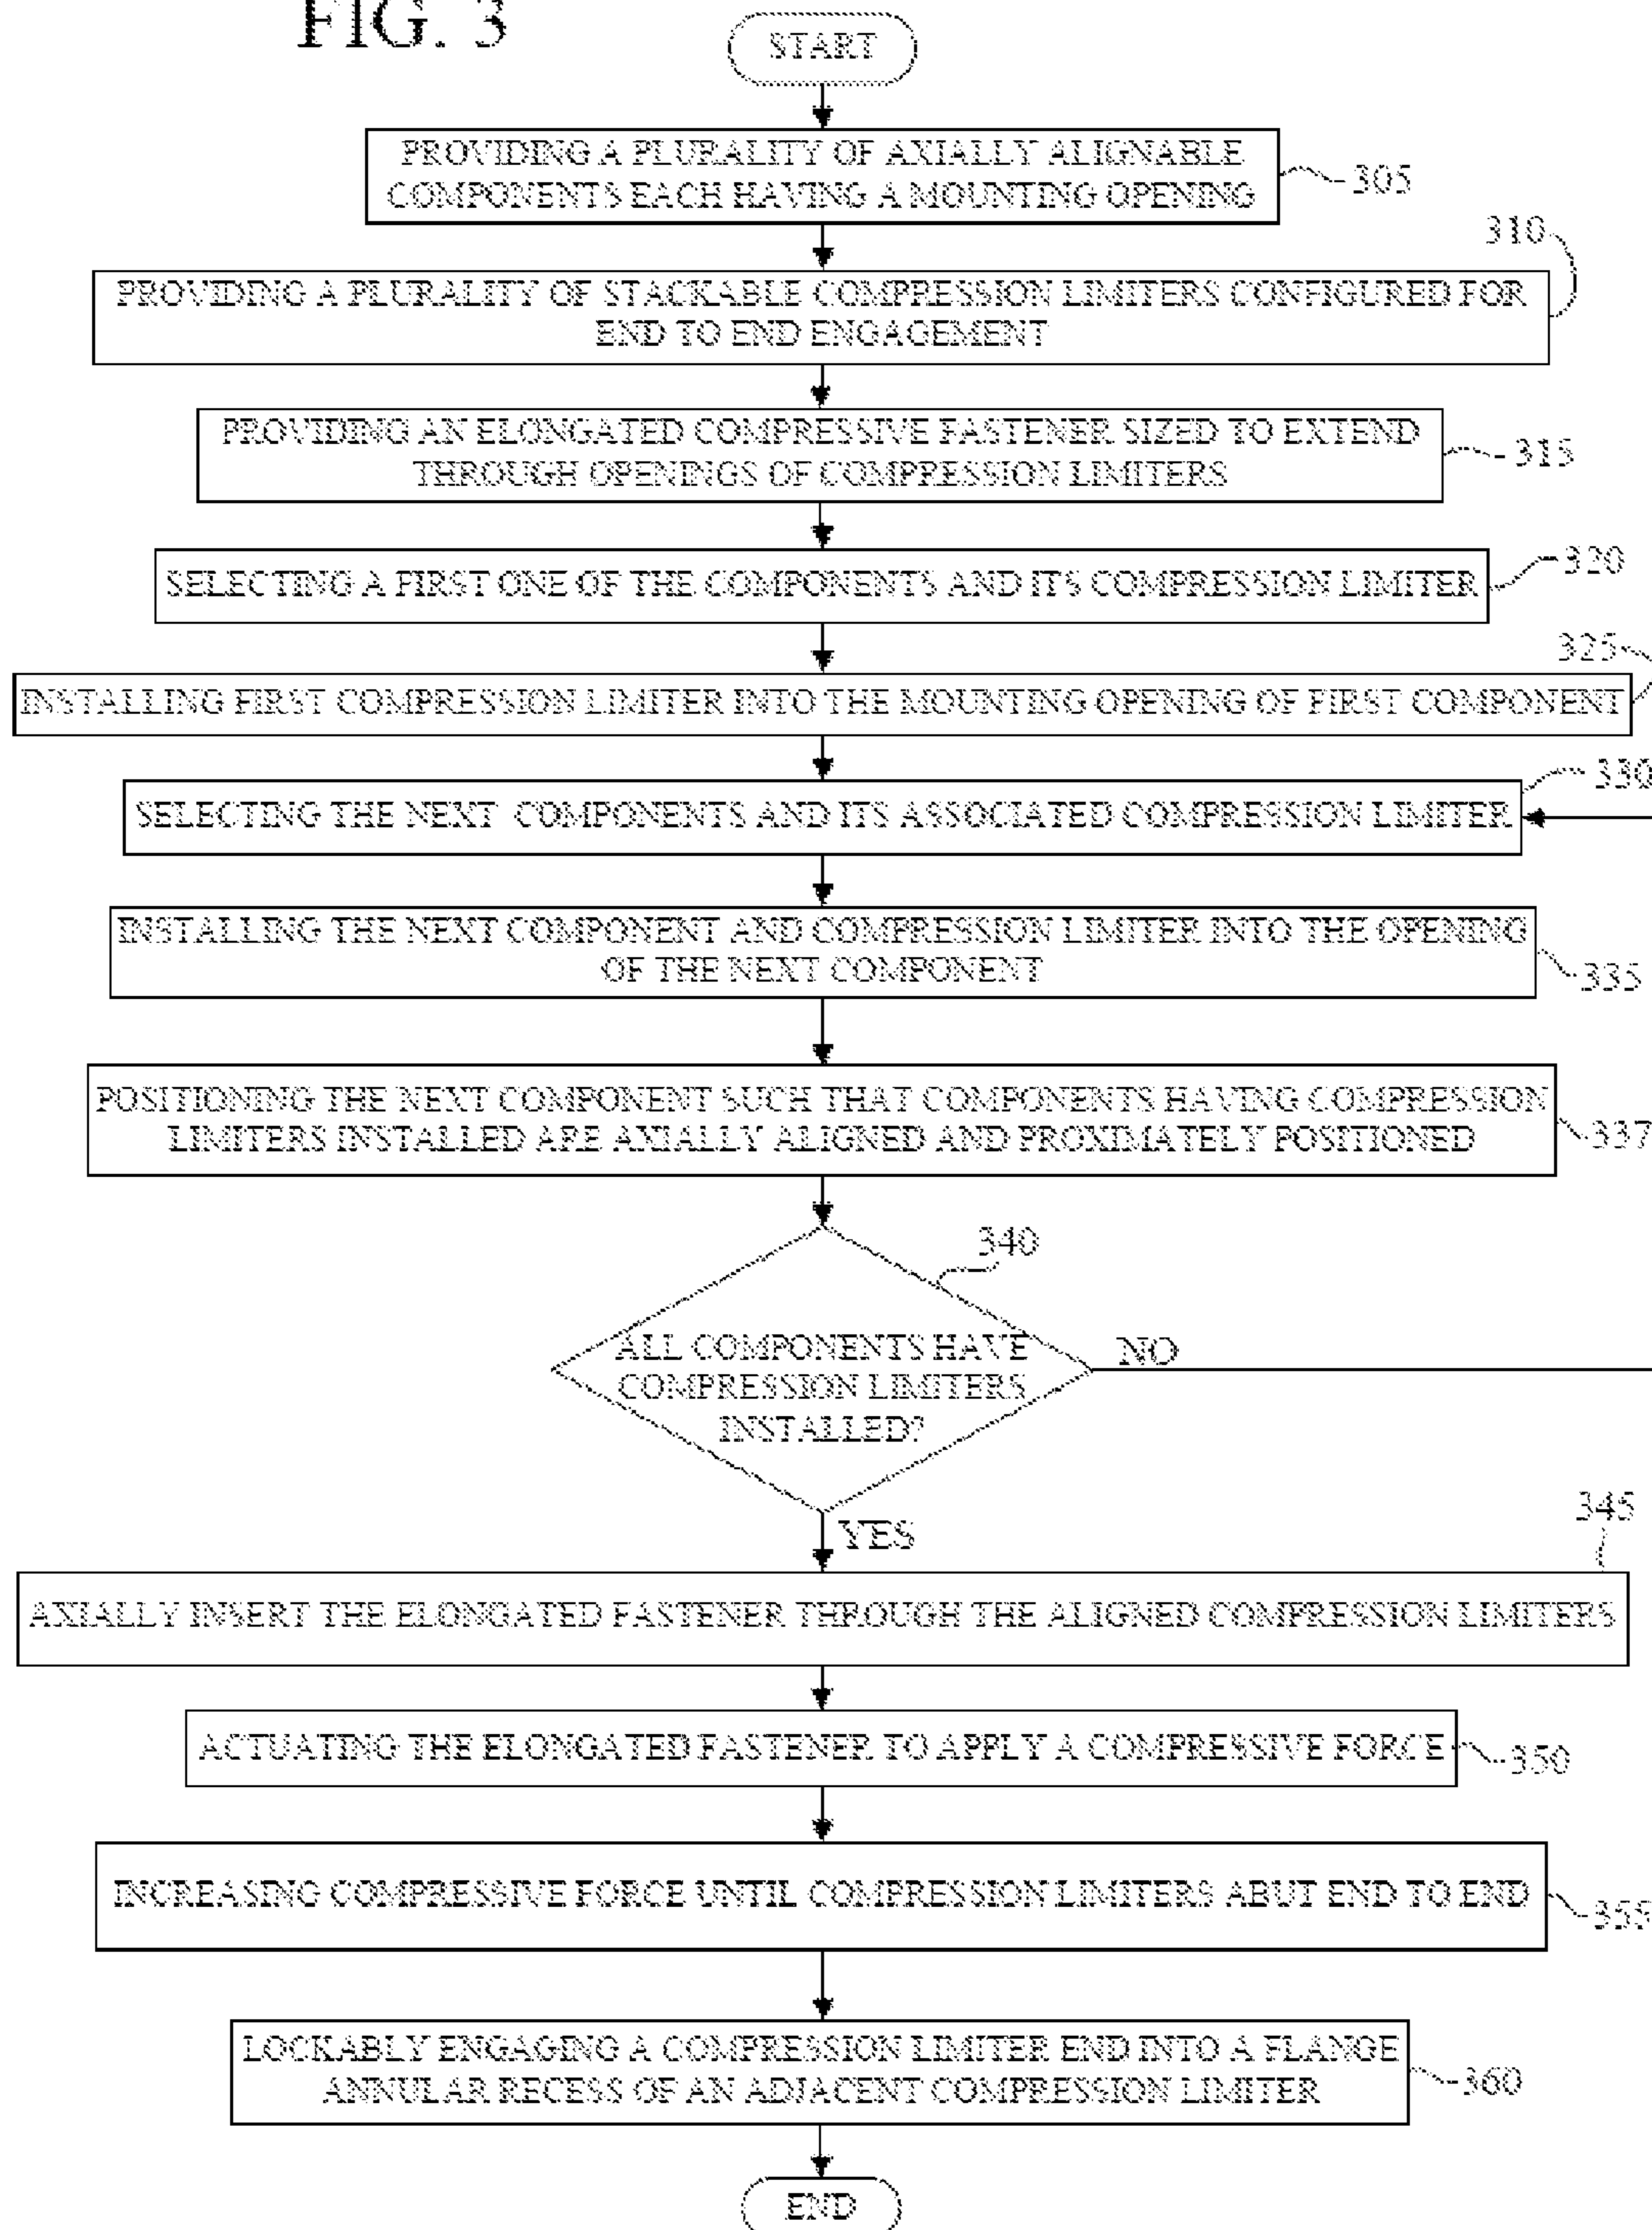 FIG. 3
START
PROVIDING A PLURALITY OF AXIALLY ALIGNABLE
COMPONENTS EACH HAVING A MOUNTING OPENING
305
310
PROVIDING A PLURALITY OF STACKABLE COMPRESSION LIMITERS CONFIGURED FOR
END TO END ENGAGEMENT
PROVIDING AN ELONGATED COMPRESSIVE FASTENER SIZED TO EXTEND
THROUGH OPENINGS OF COMPRESSION LIMITERS
315
SELECTING A FIRST ONE OF THE COMPONENTS AND ITS COMPRESSION LIMITER
320
325
INSTALLING FIRST COMPRESSION LIMITER INTO THE MOUNTING OPENING OF FIRST COMPONENT
330
SELECTING THE NEXT COMPONENTS AND ITS ASSOCIATED COMPRESSION LIMITER
INSTALLING THE NEXT COMPONENT AND COMPRESSION LIMITER INTO THE OPENING
OF THE NEXT COMPONENT
335
POSITIONING THE NEXT COMPONENT SUCH THAT COMPONENTS HAVING COMPRESSION
LIMITERS INSTALLED ARE AXIALLY ALIGNED AND PROXIMATELY POSITIONED
337
340
ALL COMPONENTS HAVE
COMPRESSION LIMITERS
INSTALLED?
NO
YES
345
AXIALLY INSERT THE ELONGATED FASTENER THROUGH THE ALIGNED COMPRESSION LIMITERS
ACTUATING THE ELONGATED FASTENER TO APPLY A COMPRESSIVE FORCE
350
INCREASING COMPRESSIVE FORCE UNTIL COMPRESSION LIMITERS ABUT END TO END
355
LOCKABLY ENGAGING A COMPRESSION LIMITER END INTO A FLANGE
ANNULAR RECESS OF AN ADJACENT COMPRESSION LIMITER
360
END